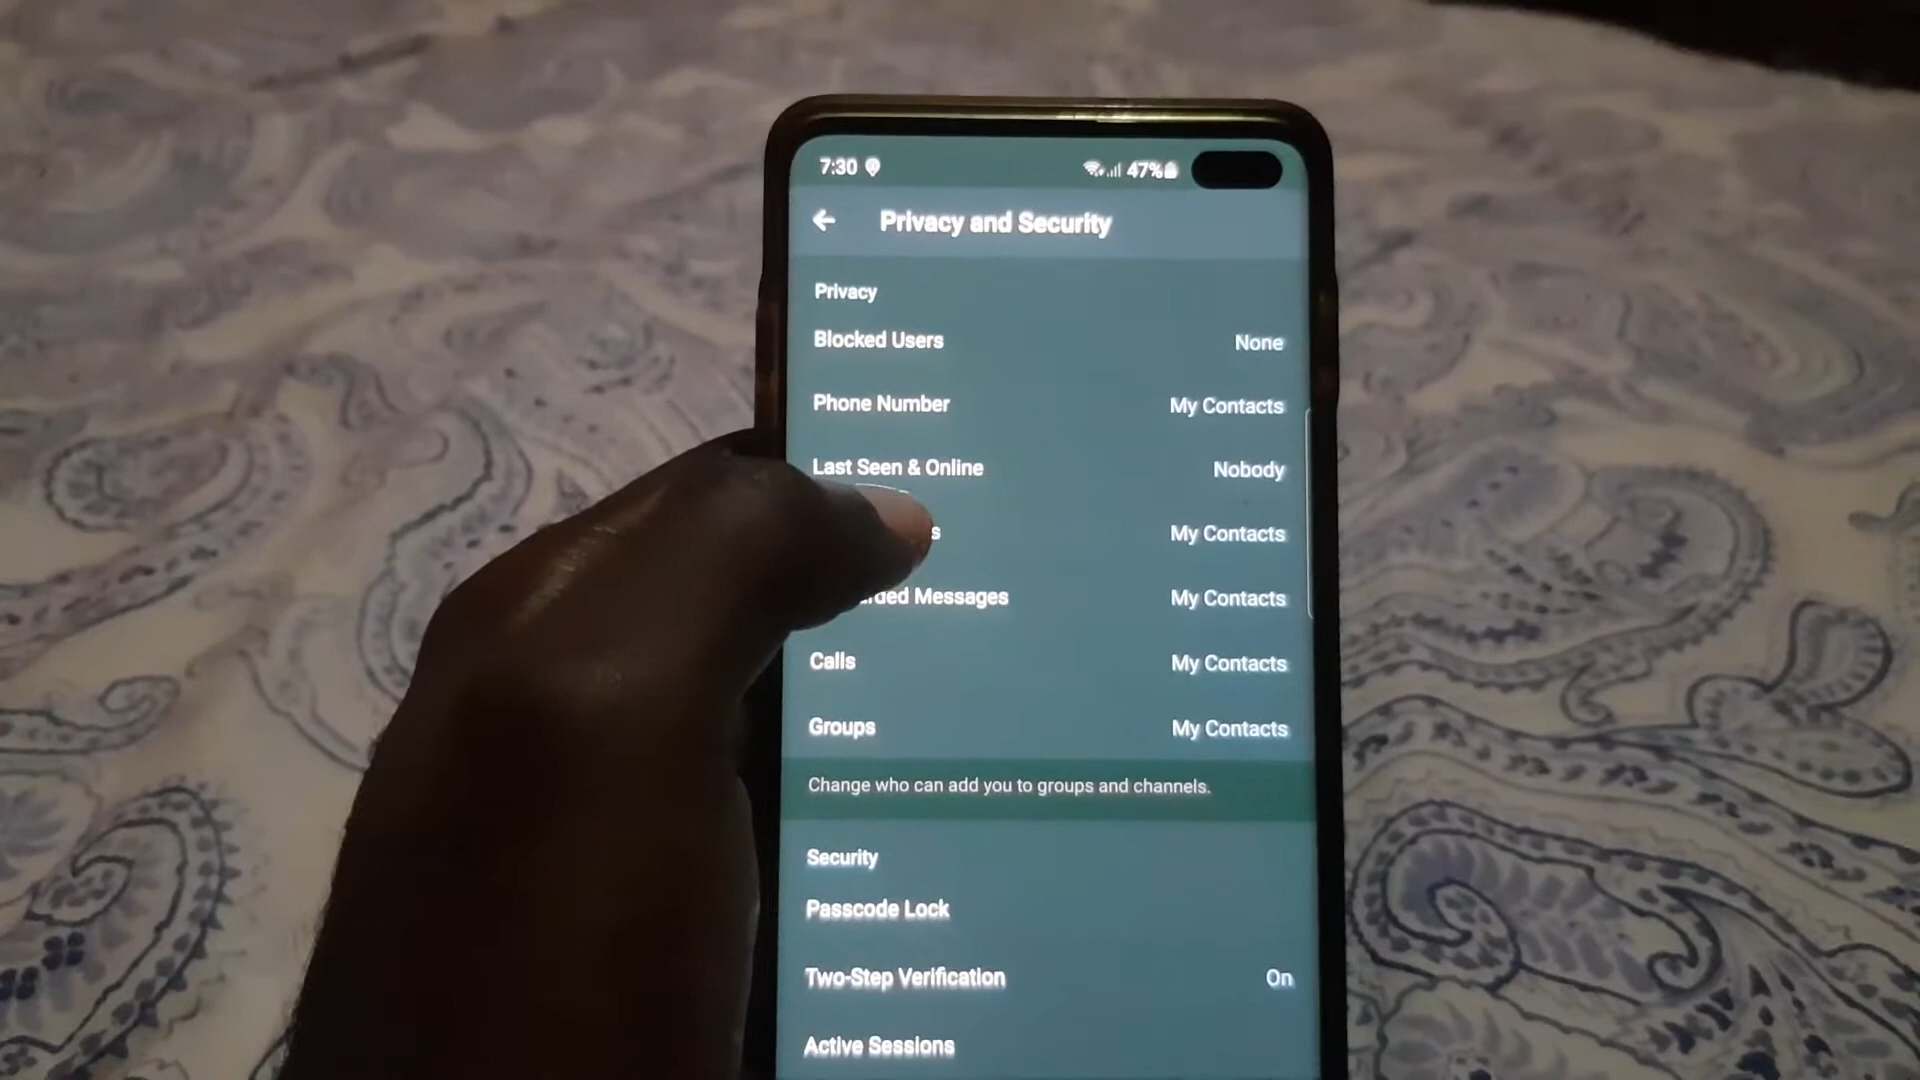 7:30 47%
Privacy and Security
Privacy
Blocked Users None
Phone Number My Contacts
Last Seen & Online Nobody
My Contacts
Messages My Contacts
Calls My Contacts
Groups My Contacts
Change who can add you to groups and channels.
Security
Passcode Lock
Two-Step Verification On
Active Sessions